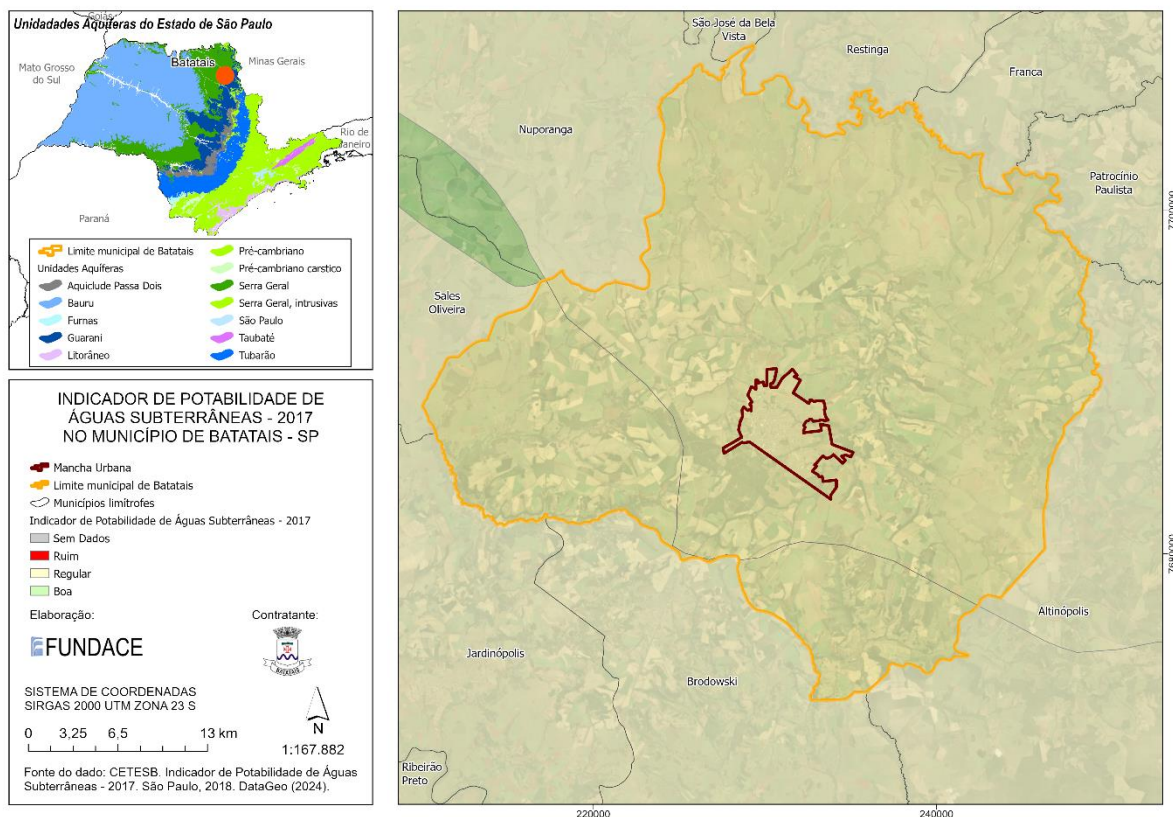 Unidadades Aquíferas do Estado de São Paulo
Goiás
Batatais
Minas Gerais
Mato Grosso
do Sul
Rio de
Janeiro
Paraná
Limite municipal de Batatais
Unidades Aquíferas
Aquiclude Passa Dois
Bauru
Furnas
Guarani
Litorâneo
Pré-cambriano
Pré-cambriano carstico
Serra Geral
Serra Geral, intrusivas
São Paulo
Taubaté
Tubarão
INDICADOR DE POTABILIDADE DE
ÁGUAS SUBTERRÂNEAS - 2017
NO MUNICÍPIO DE BATATAIS - SP
Mancha Urbana
Limite municipal de Batatais
Municípios limítrofes
Indicador de Potabilidade de Águas Subterrâneas - 2017
Sem Dados
Ruim
Regular
Boa
Elaboração:
Contratante:
FUNDACE
BATATAIS
SISTEMA DE COORDENADAS
SIRGAS 2000 UTM ZONA 23 S
0 3,25 6,5 13 km
N
1:167.882
Fonte do dado: CETESB. Indicador de Potabilidade de Águas
Subterrâneas - 2017. São Paulo, 2018. DataGeo (2024).
São José da Bela
Vista
Restinga
Franca
Nuporanga
Patrocínio
Paulista
Sales
Oliveira
Altinópolis
Jardinópolis
Brodowski
Ribeirão
Preto
7700000
7680000
220000
240000